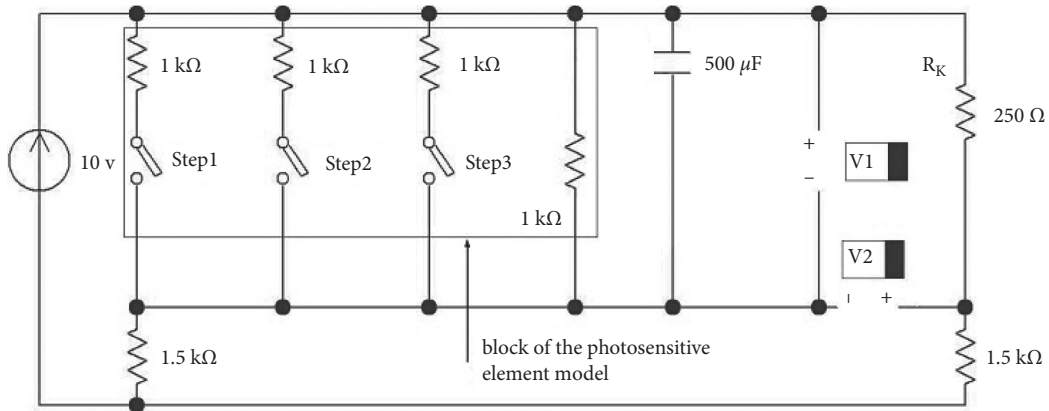 1 kΩ
1 kΩ
1 kΩ
500 μF
R_K
250 Ω
10 v
Step1
Step2
Step3
+
−
V1
1 kΩ
V2
− +
1.5 kΩ
block of the photosensitive
element model
1.5 kΩ